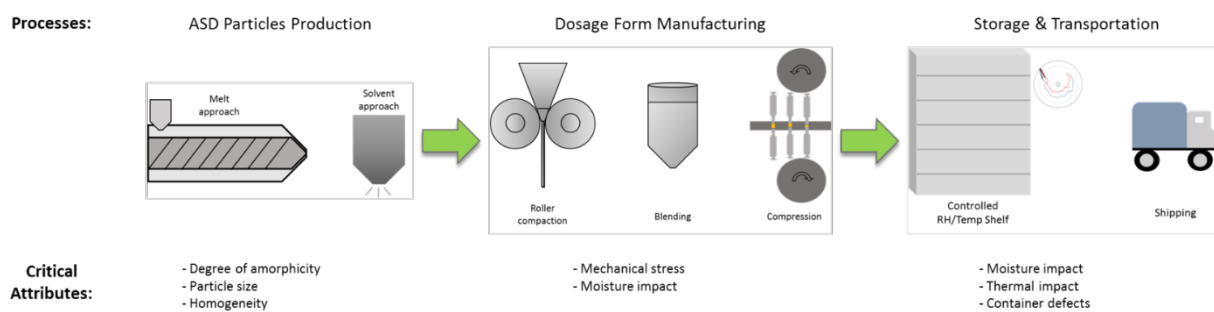 Processes:
ASD Particles Production
Dosage Form Manufacturing
Storage & Transportation
Melt
approach
Solvent
approach
Roller
compaction
Blending
Compression
Controlled
RH/Temp Shelf
Shipping
Critical
Attributes:
- Degree of amorphicity
- Particle size
- Homogeneity
- Mechanical stress
- Moisture impact
- Moisture impact
- Thermal impact
- Container defects